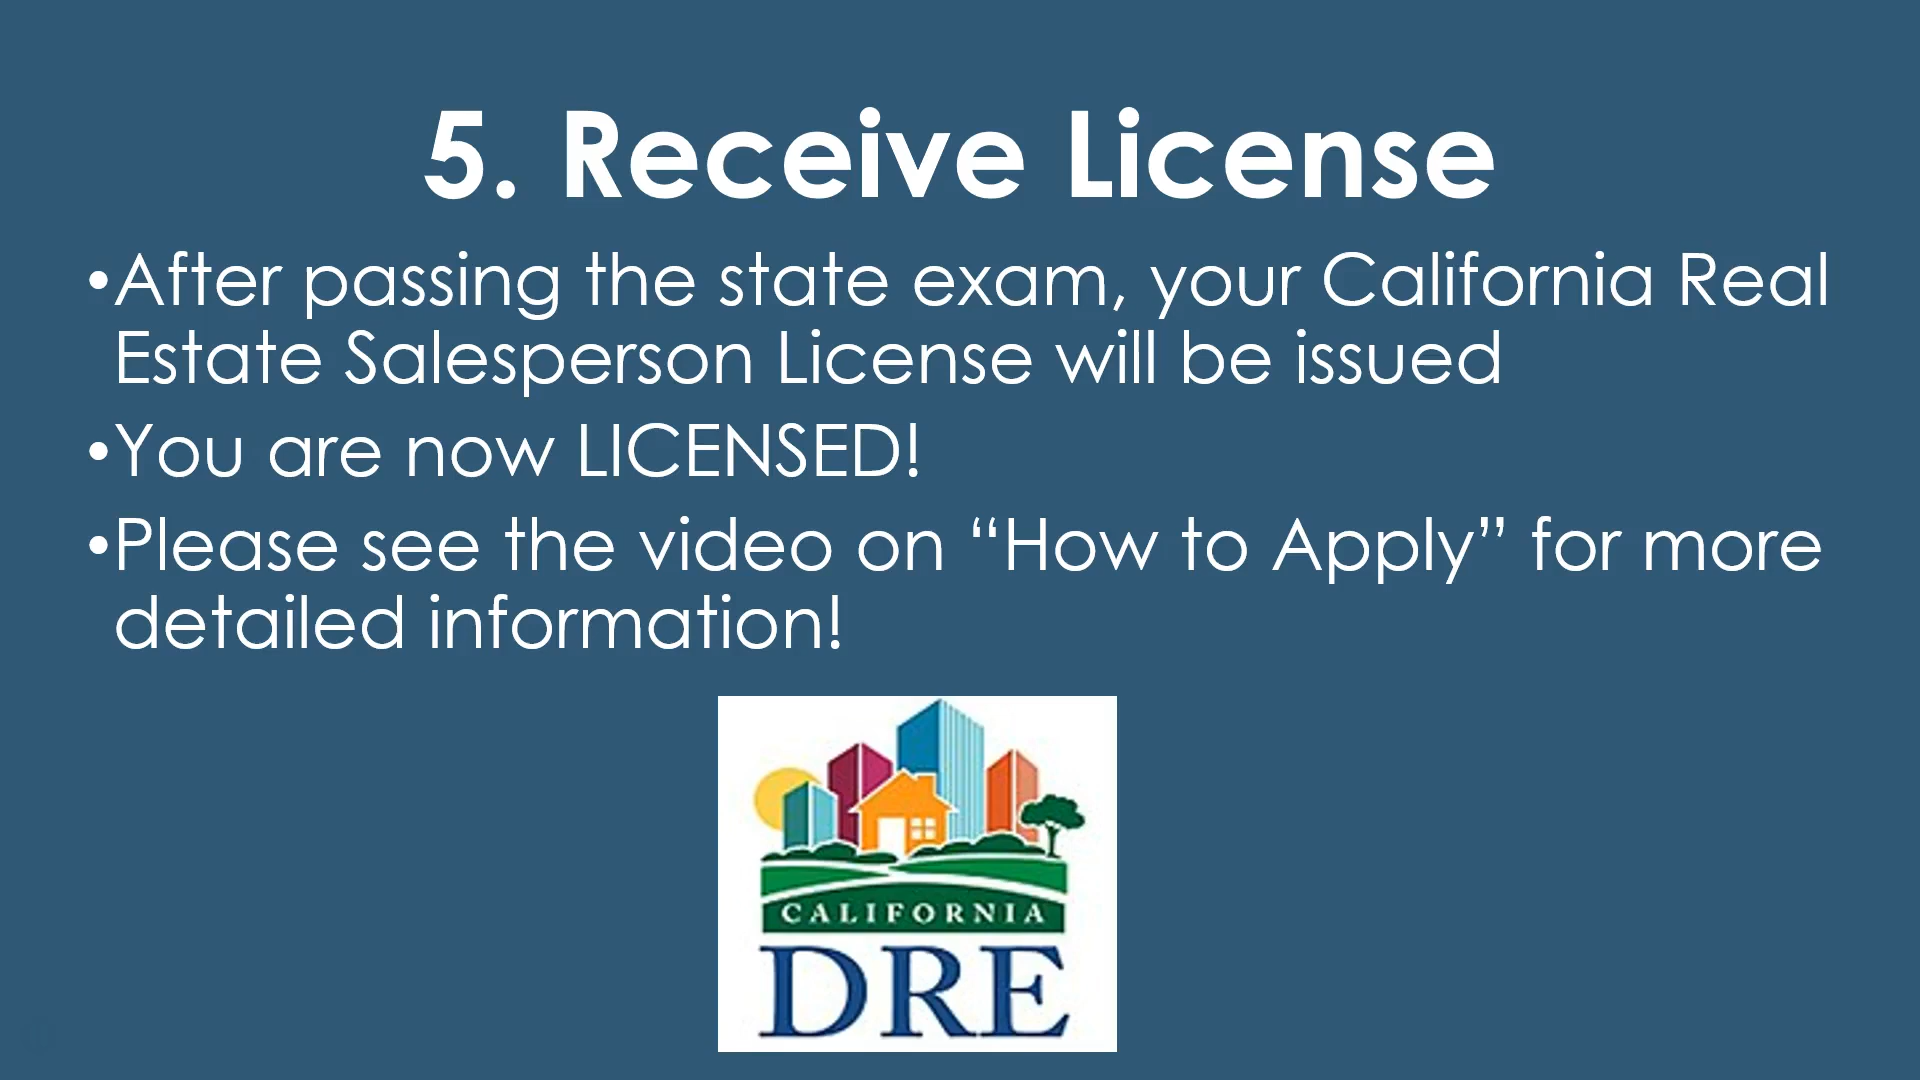 5. Receive License
•After passing the state exam, your California Real
Estate Salesperson License will be issued
•You are now LICENSED!
•Please see the video on “How to Apply” for more
detailed information!
CALIFORNIA
DRE